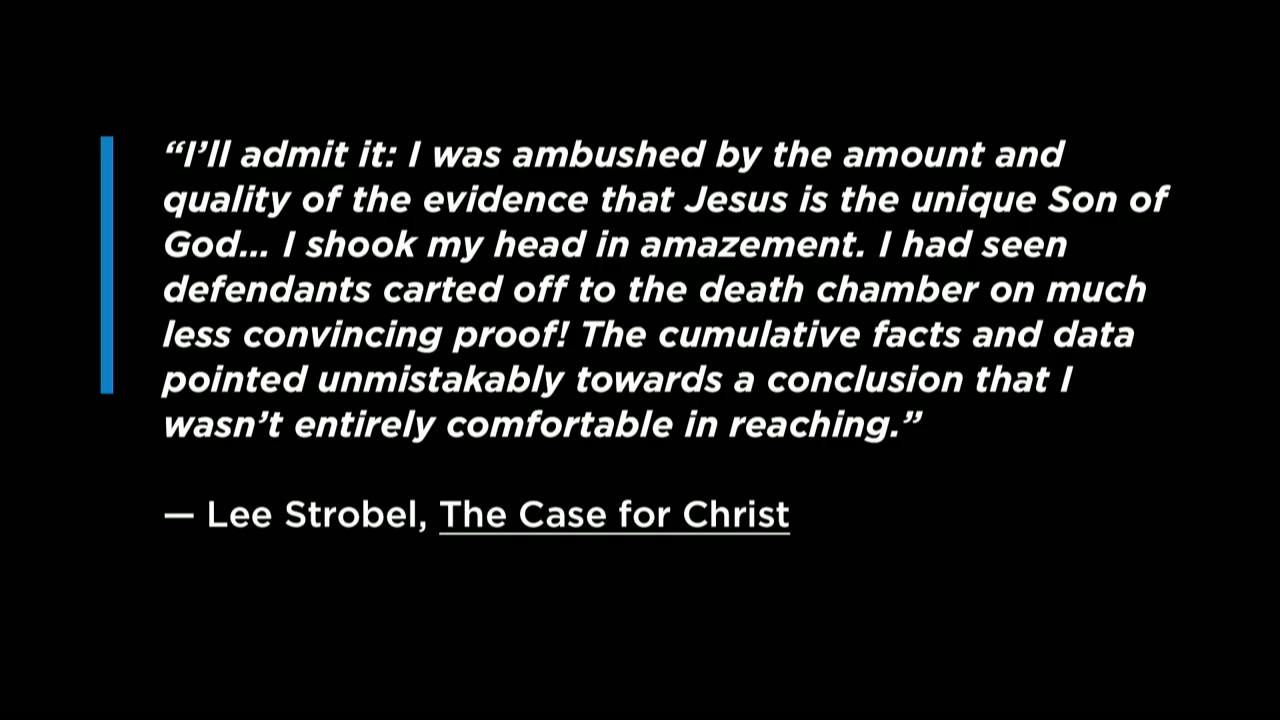 “I’ll admit it: I was ambushed by the amount and
quality of the evidence that Jesus is the unique Son of
God... I shook my head in amazement. I had seen
defendants carted off to the death chamber on much
less convincing proof! The cumulative facts and data
pointed unmistakably towards a conclusion that I
wasn’t entirely comfortable in reaching.”
— Lee Strobel, The Case for Christ